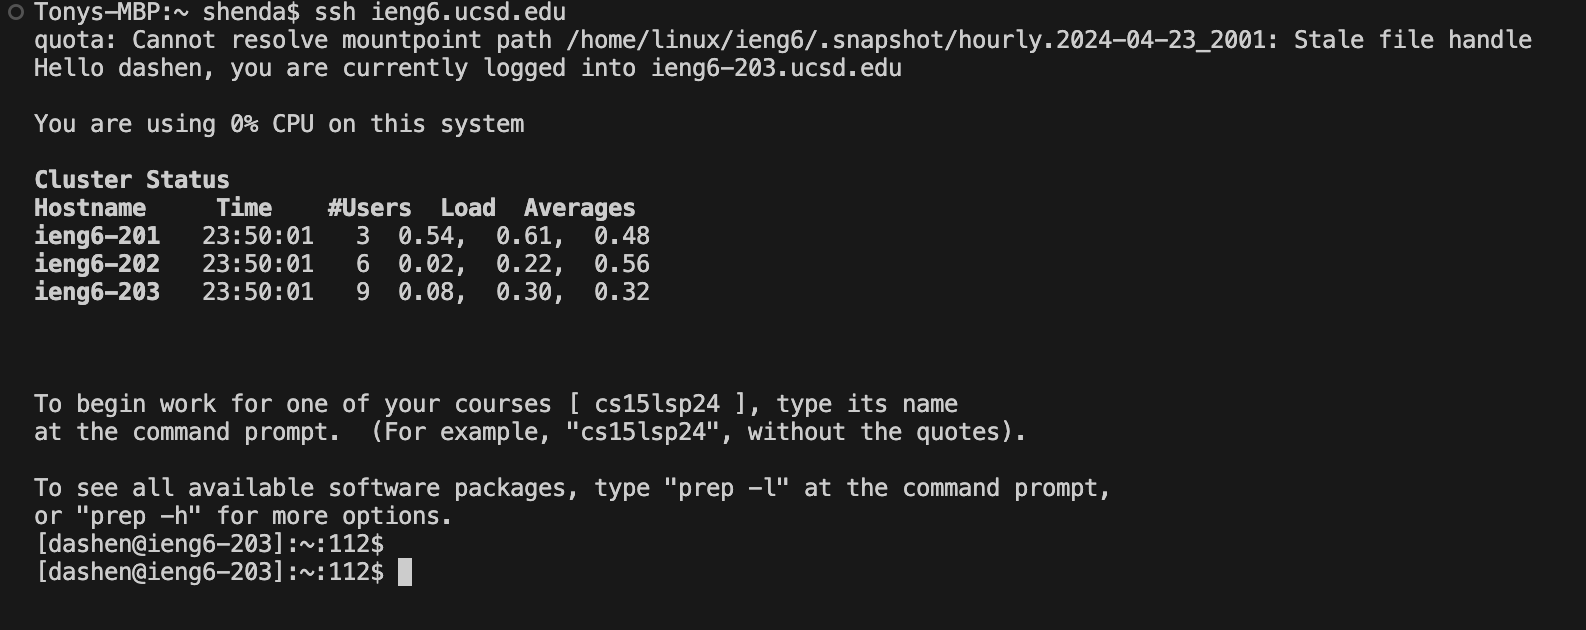 Tonys-MBP:~ shenda$ ssh ieng6.ucsd.edu
quota: Cannot resolve mountpoint path /home/linux/ieng6/.snapshot/hourly.2024-04-23_2001: Stale file handle
Hello dashen, you are currently logged into ieng6-203.ucsd.edu
You are using 0% CPU on this system
Cluster Status
Hostname     Time    #Users  Load  Averages
ieng6-201   23:50:01   3  0.54,  0.61,  0.48
ieng6-202   23:50:01   6  0.02,  0.22,  0.56
ieng6-203   23:50:01   9  0.08,  0.30,  0.32
To begin work for one of your courses [ cs15lsp24 ], type its name
at the command prompt.  (For example, "cs15lsp24", without the quotes).
To see all available software packages, type "prep -l" at the command prompt,
or "prep -h" for more options.
[dashen@ieng6-203]:~:112$
[dashen@ieng6-203]:~:112$